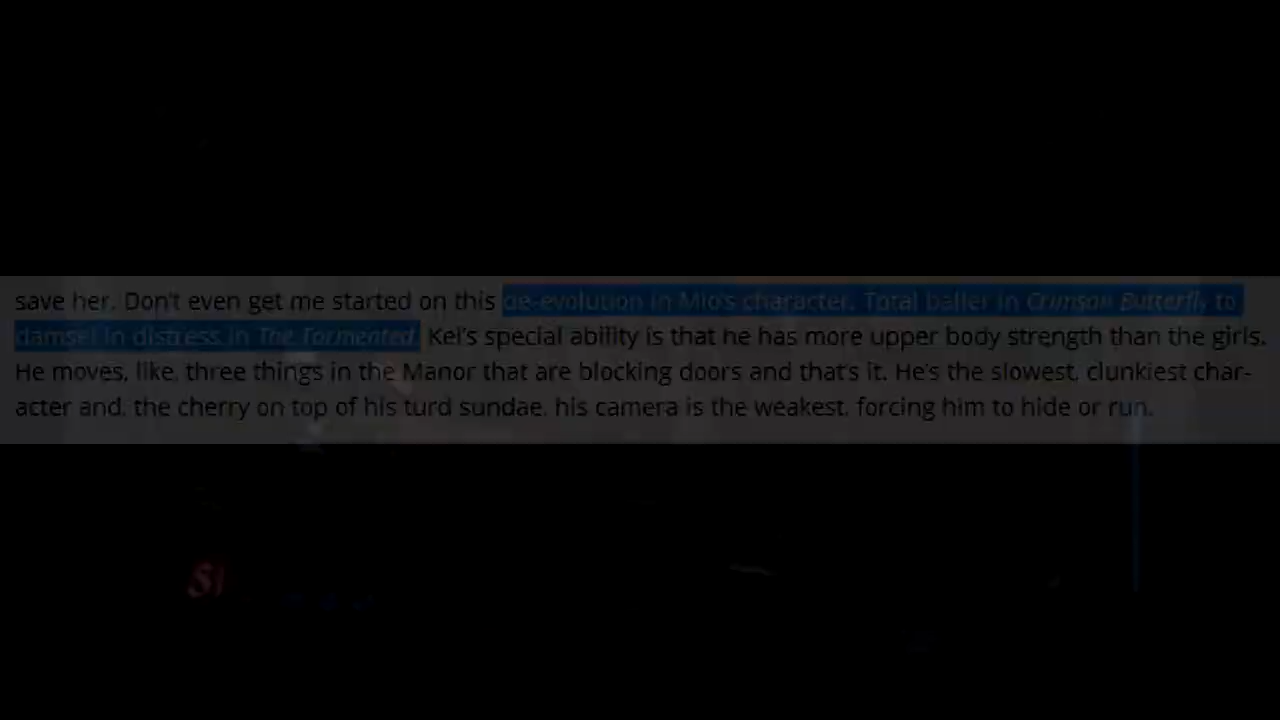 save her. Don't even get me started on this de-evolution in Mio's character. Total baller in Crimson Butterfly to
damsel in distress in The Tormented. Kei's special ability is that he has more upper body strength than the girls.
He moves, like, three things in the Manor that are blocking doors and that's it. He's the slowest, clunkiest char-
acter and, the cherry on top of his turd sundae, his camera is the weakest, forcing him to hide or run.